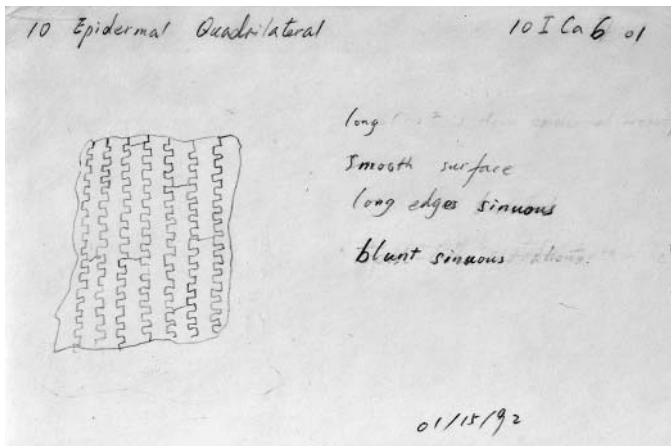 10 Epidermal Quadrilateral
10 I Ca 6 01
long
smooth surface
long edges sinuous
blunt sinuous
01/15/92